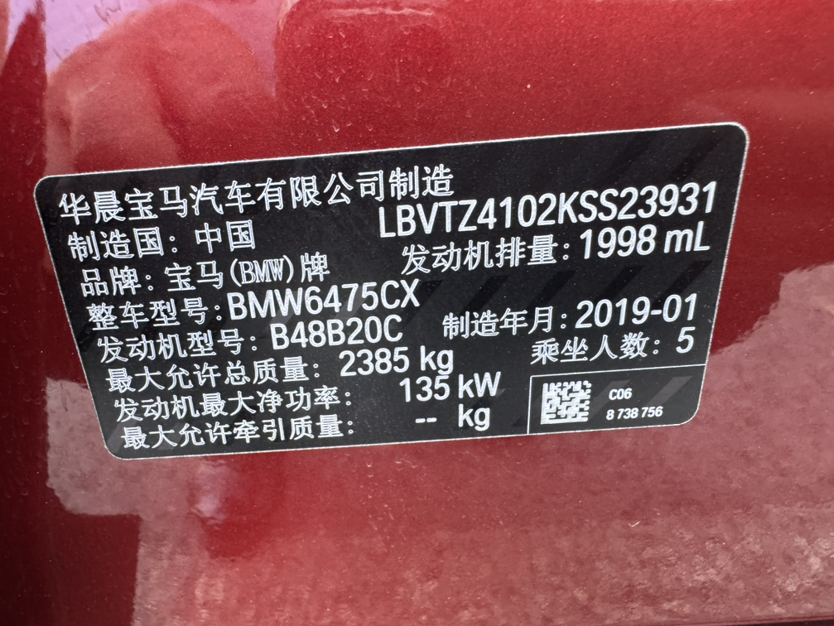 华晨宝马汽车有限公司制造
LBVTZ4102KSS23931
制造国：中国
发动机排量：1998 mL
品牌：宝马(BMW)牌
整车型号：BMW6475CX
制造年月：2019-01
发动机型号：B48B20C
乘坐人数：5
最大允许总质量：2385 kg
发动机最大净功率：135 kW
最大允许牵引质量：-- kg
C06
8 738 756